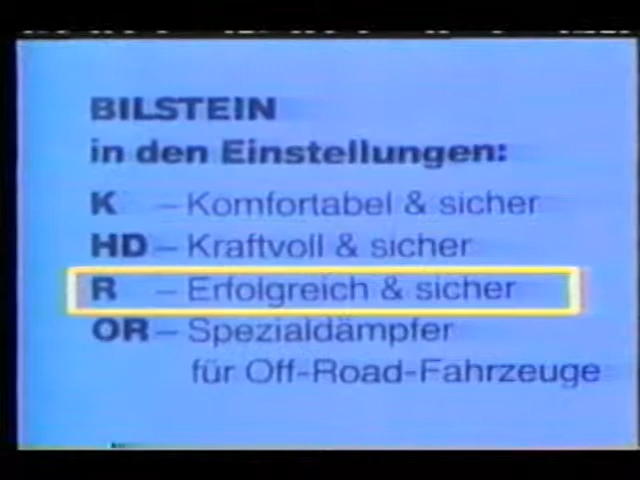 BILSTEIN
in den Einstellungen:
K – Komfortabel & sicher
HD – Kraftvoll & sicher
R – Erfolgreich & sicher
OR – Spezialdämpfer
für Off-Road-Fahrzeuge